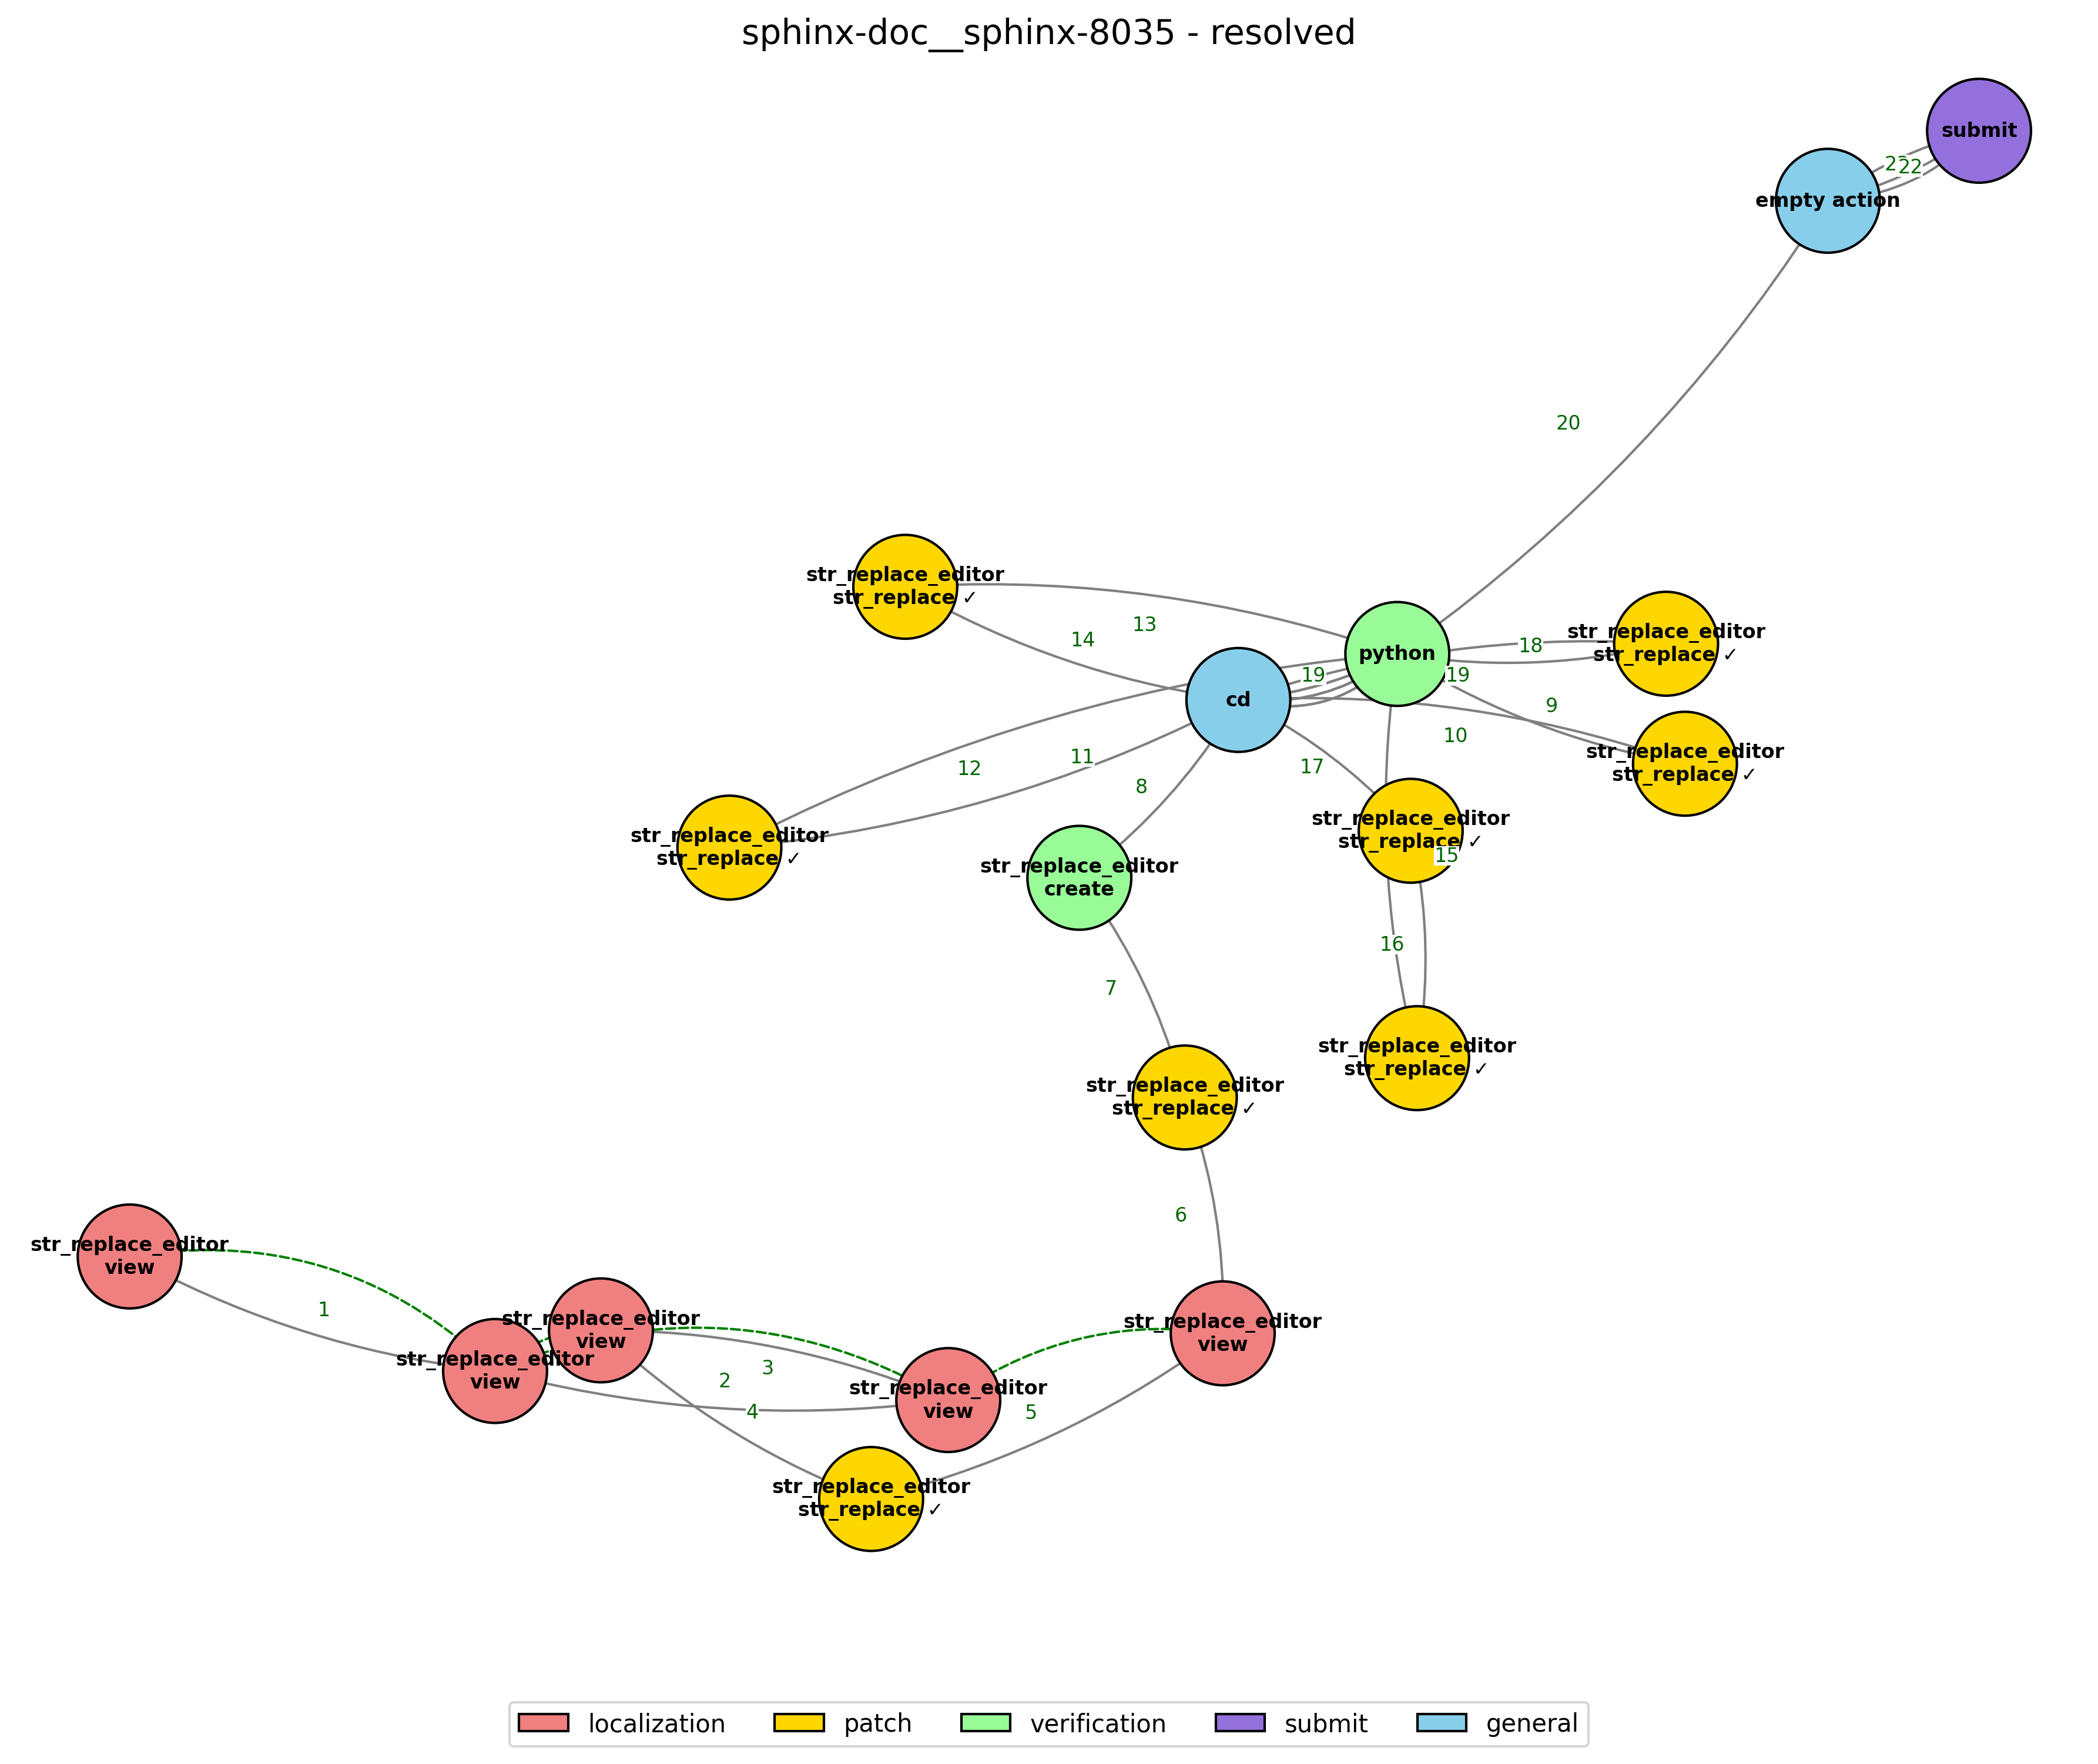 sphinx-doc__sphinx-8035 - resolved
submit
22
empty action
20
str_replace_editor
str_replace ✓
13
14
python
str_replace_editor
str_replace ✓
18
19
19
cd
9
10
str_replace_editor
str_replace ✓
11
12
17
8
str_replace_editor
str_replace ✓
15
str_replace_editor
str_replace ✓
str_replace_editor
create
16
7
str_replace_editor
str_replace ✓
str_replace_editor
str_replace ✓
6
str_replace_editor
view
1
str_replace_editor
view
str_replace_editor
view
str_replace_editor
view
3
2
4
5
str_replace_editor
view
str_replace_editor
str_replace ✓
localization
patch
verification
submit
general